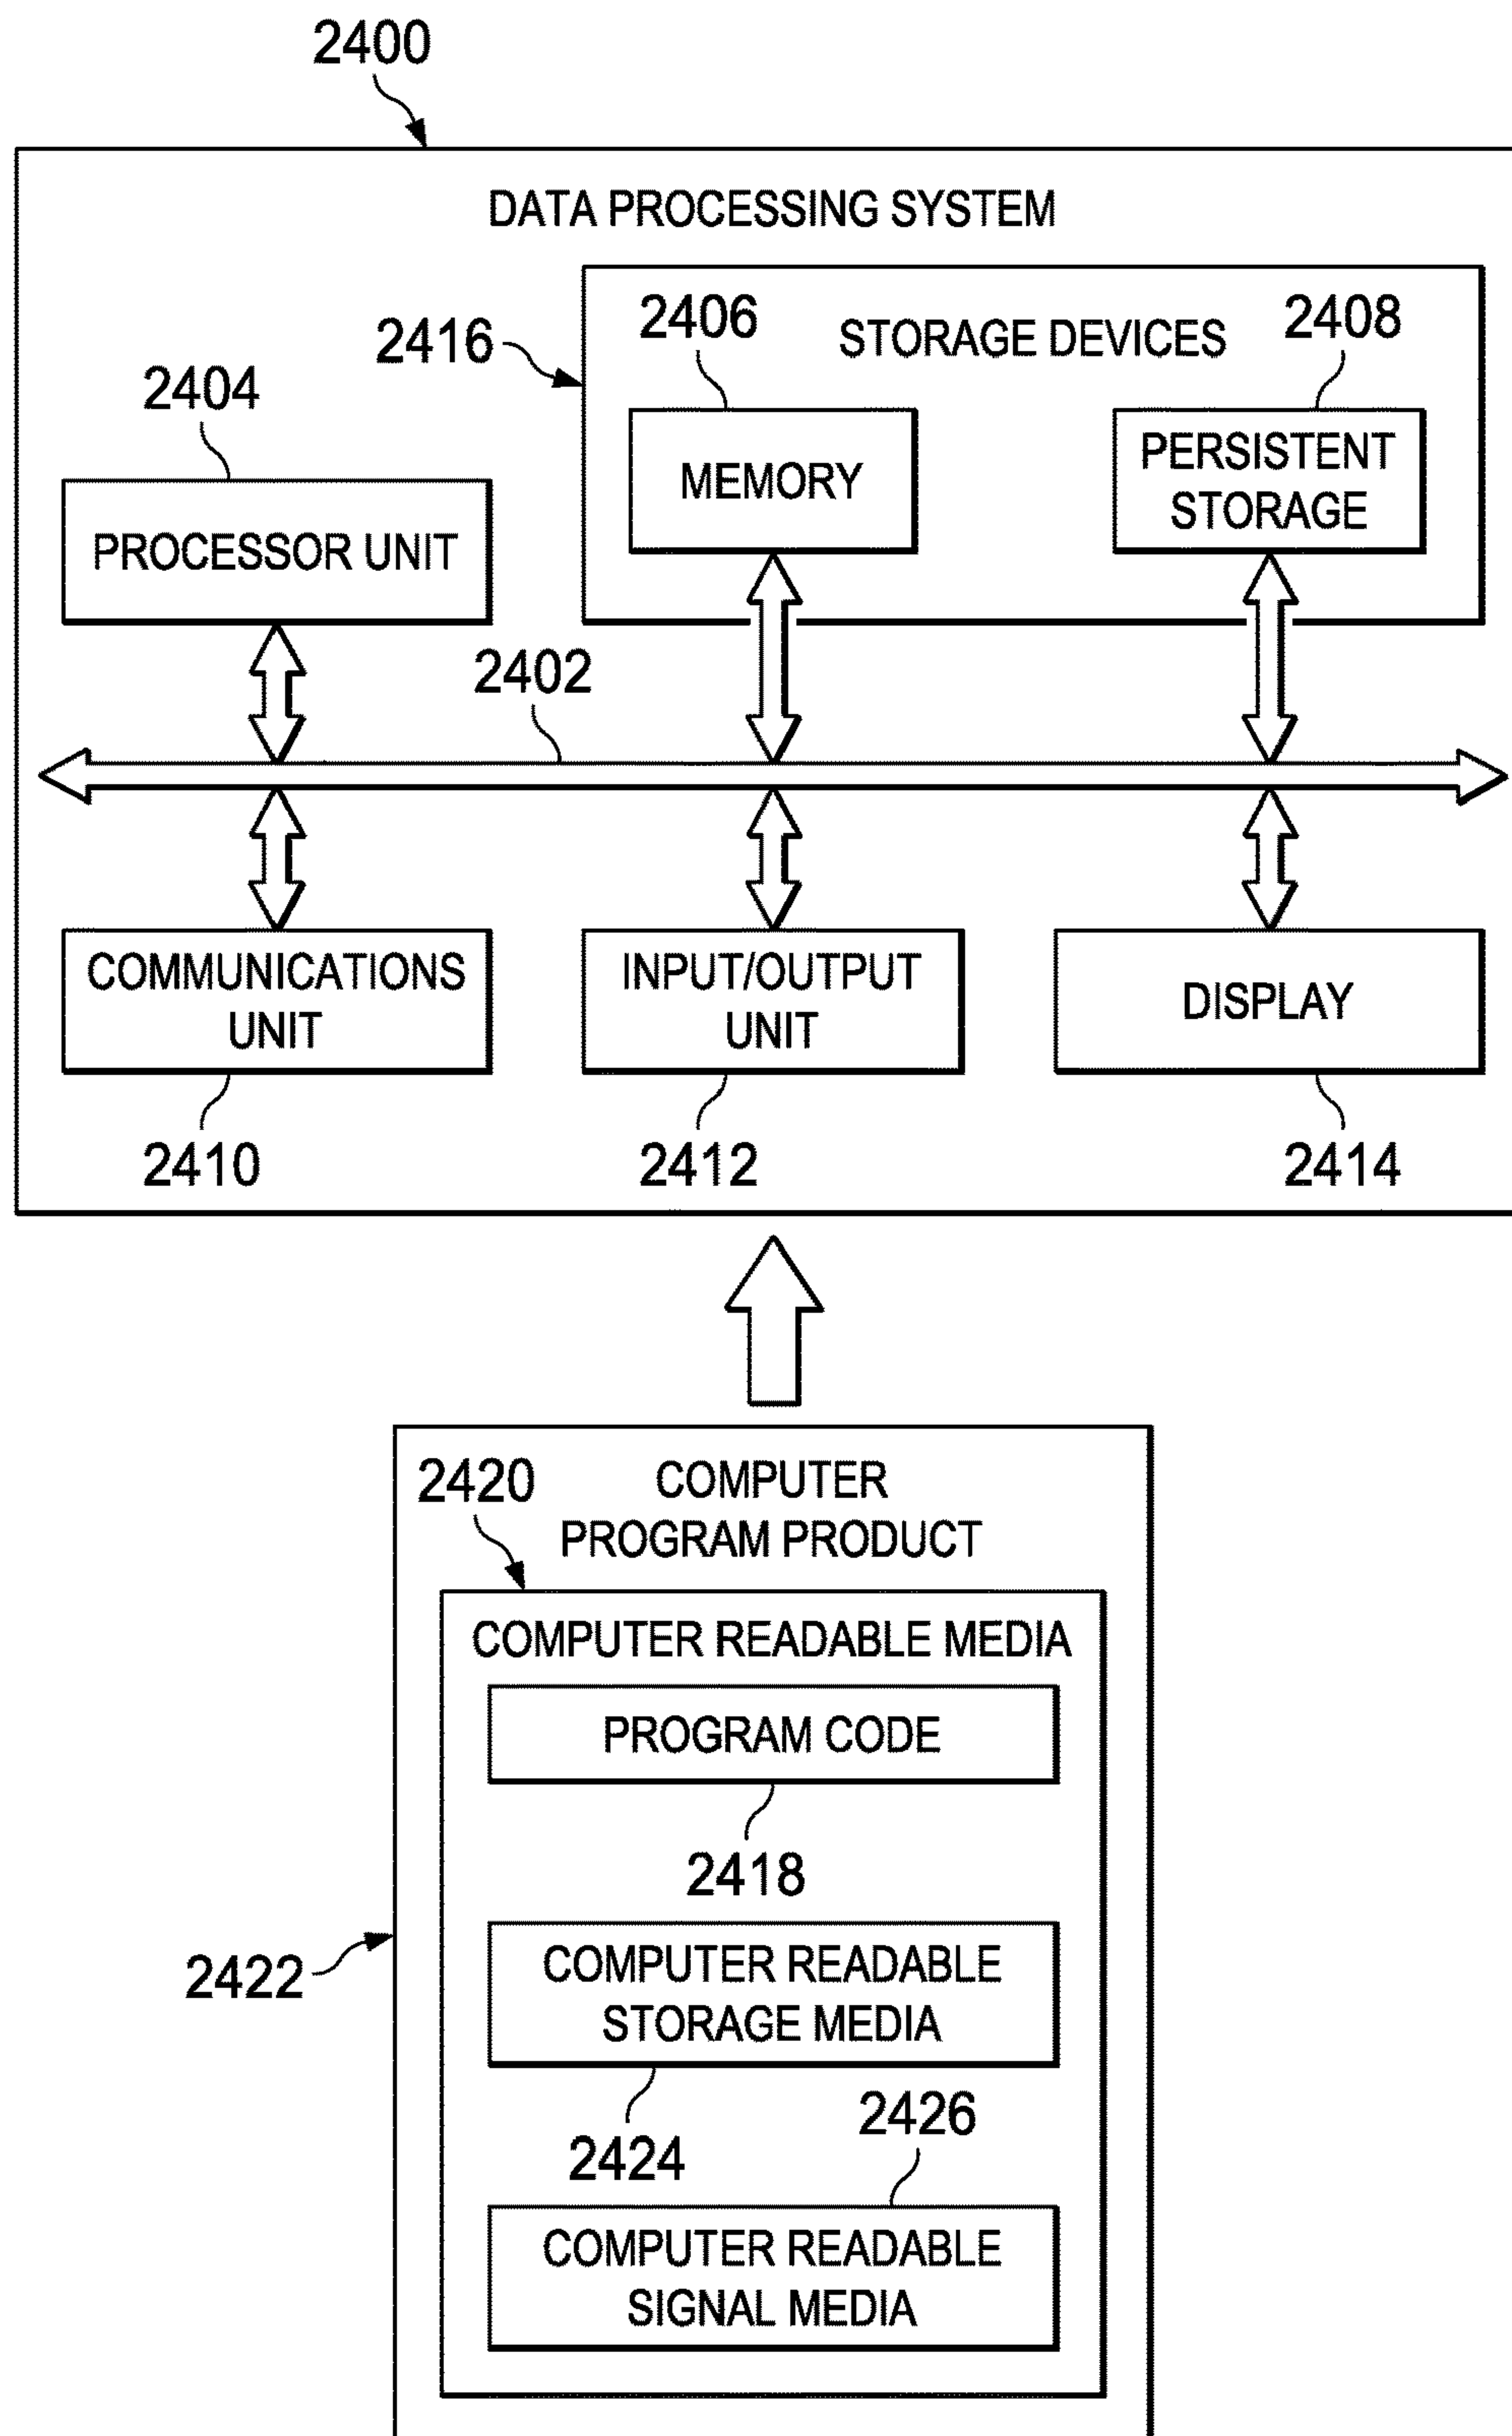 2400
DATA PROCESSING SYSTEM
2416
2406
STORAGE DEVICES
2408
2404
MEMORY
PERSISTENT
STORAGE
PROCESSOR UNIT
2402
COMMUNICATIONS
UNIT
INPUT/OUTPUT
UNIT
DISPLAY
2410
2412
2414
2420
COMPUTER
PROGRAM PRODUCT
COMPUTER READABLE MEDIA
PROGRAM CODE
2418
2422
COMPUTER READABLE
STORAGE MEDIA
2424
2426
COMPUTER READABLE
SIGNAL MEDIA